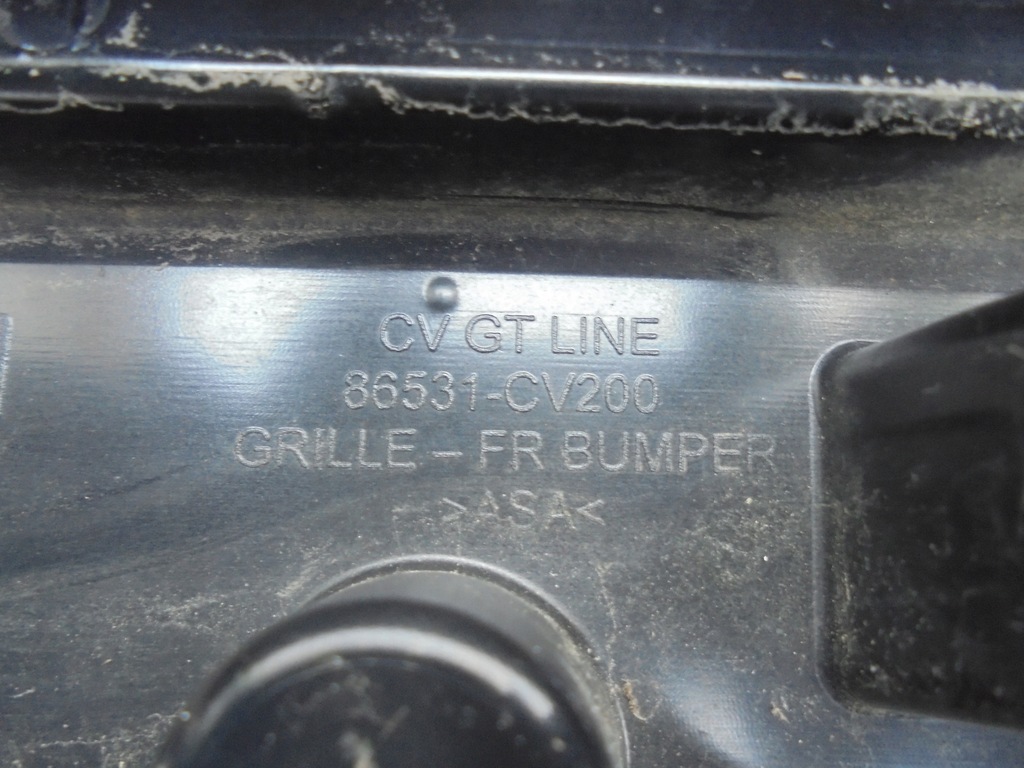 CV GT LINE
86531-CV200
GRILLE – FR BUMPER
>ASA<